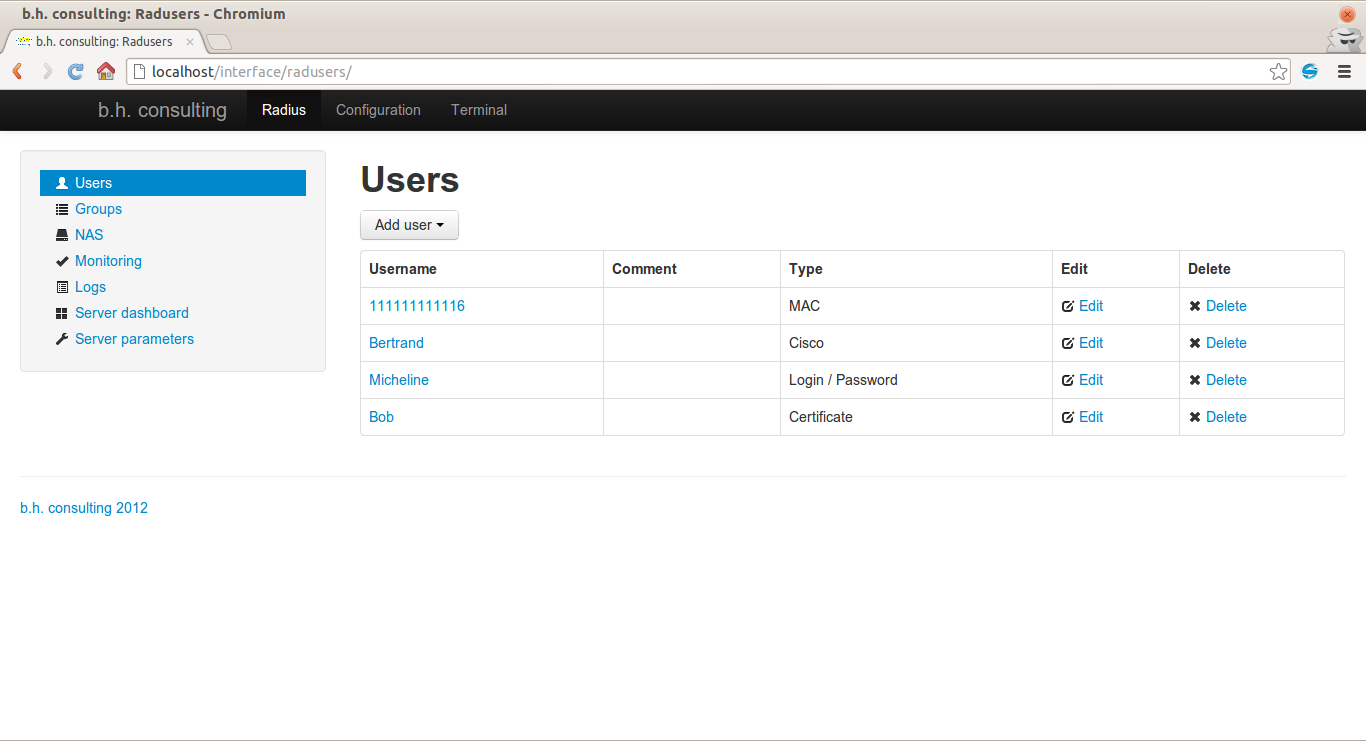 b.h. consulting: Radusers - Chromium
b.h. consulting: Radusers
localhost/interface/radusers/
b.h. consulting Radius Configuration Terminal
Users
Groups
NAS
Monitoring
Logs
Server dashboard
Server parameters
Users
Add user
Username Comment Type Edit Delete
111111111116 MAC Edit Delete
Bertrand Cisco Edit Delete
Micheline Login / Password Edit Delete
Bob Certificate Edit Delete
b.h. consulting 2012